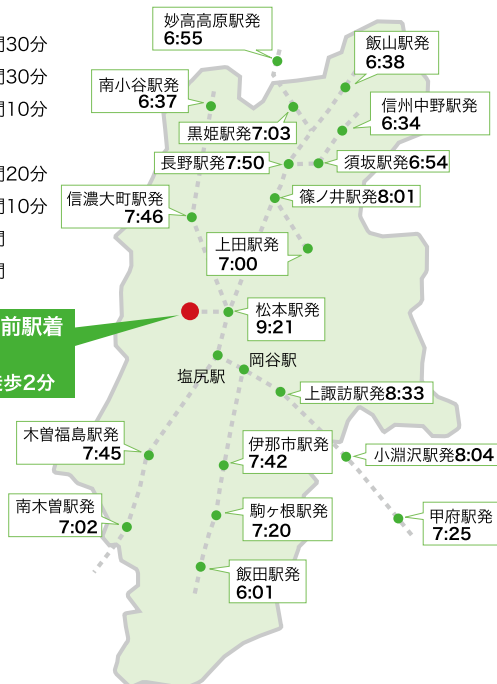 間30分
間30分
間10分
間20分
間10分
間
間
妙高高原駅発
6:55
飯山駅発
6:38
南小谷駅発
6:37
信州中野駅発
6:34
黒姫駅発7:03
長野駅発7:50
須坂駅発6:54
信濃大町駅発
7:46
篠ノ井駅発8:01
上田駅発
7:00
松本駅発
9:21
前駅着
徒歩2分
塩尻駅
岡谷駅
上諏訪駅発8:33
木曽福島駅発
7:45
伊那市駅発
7:42
小淵沢駅発8:04
南木曽駅発
7:02
駒ヶ根駅発
7:20
甲府駅発
7:25
飯田駅発
6:01